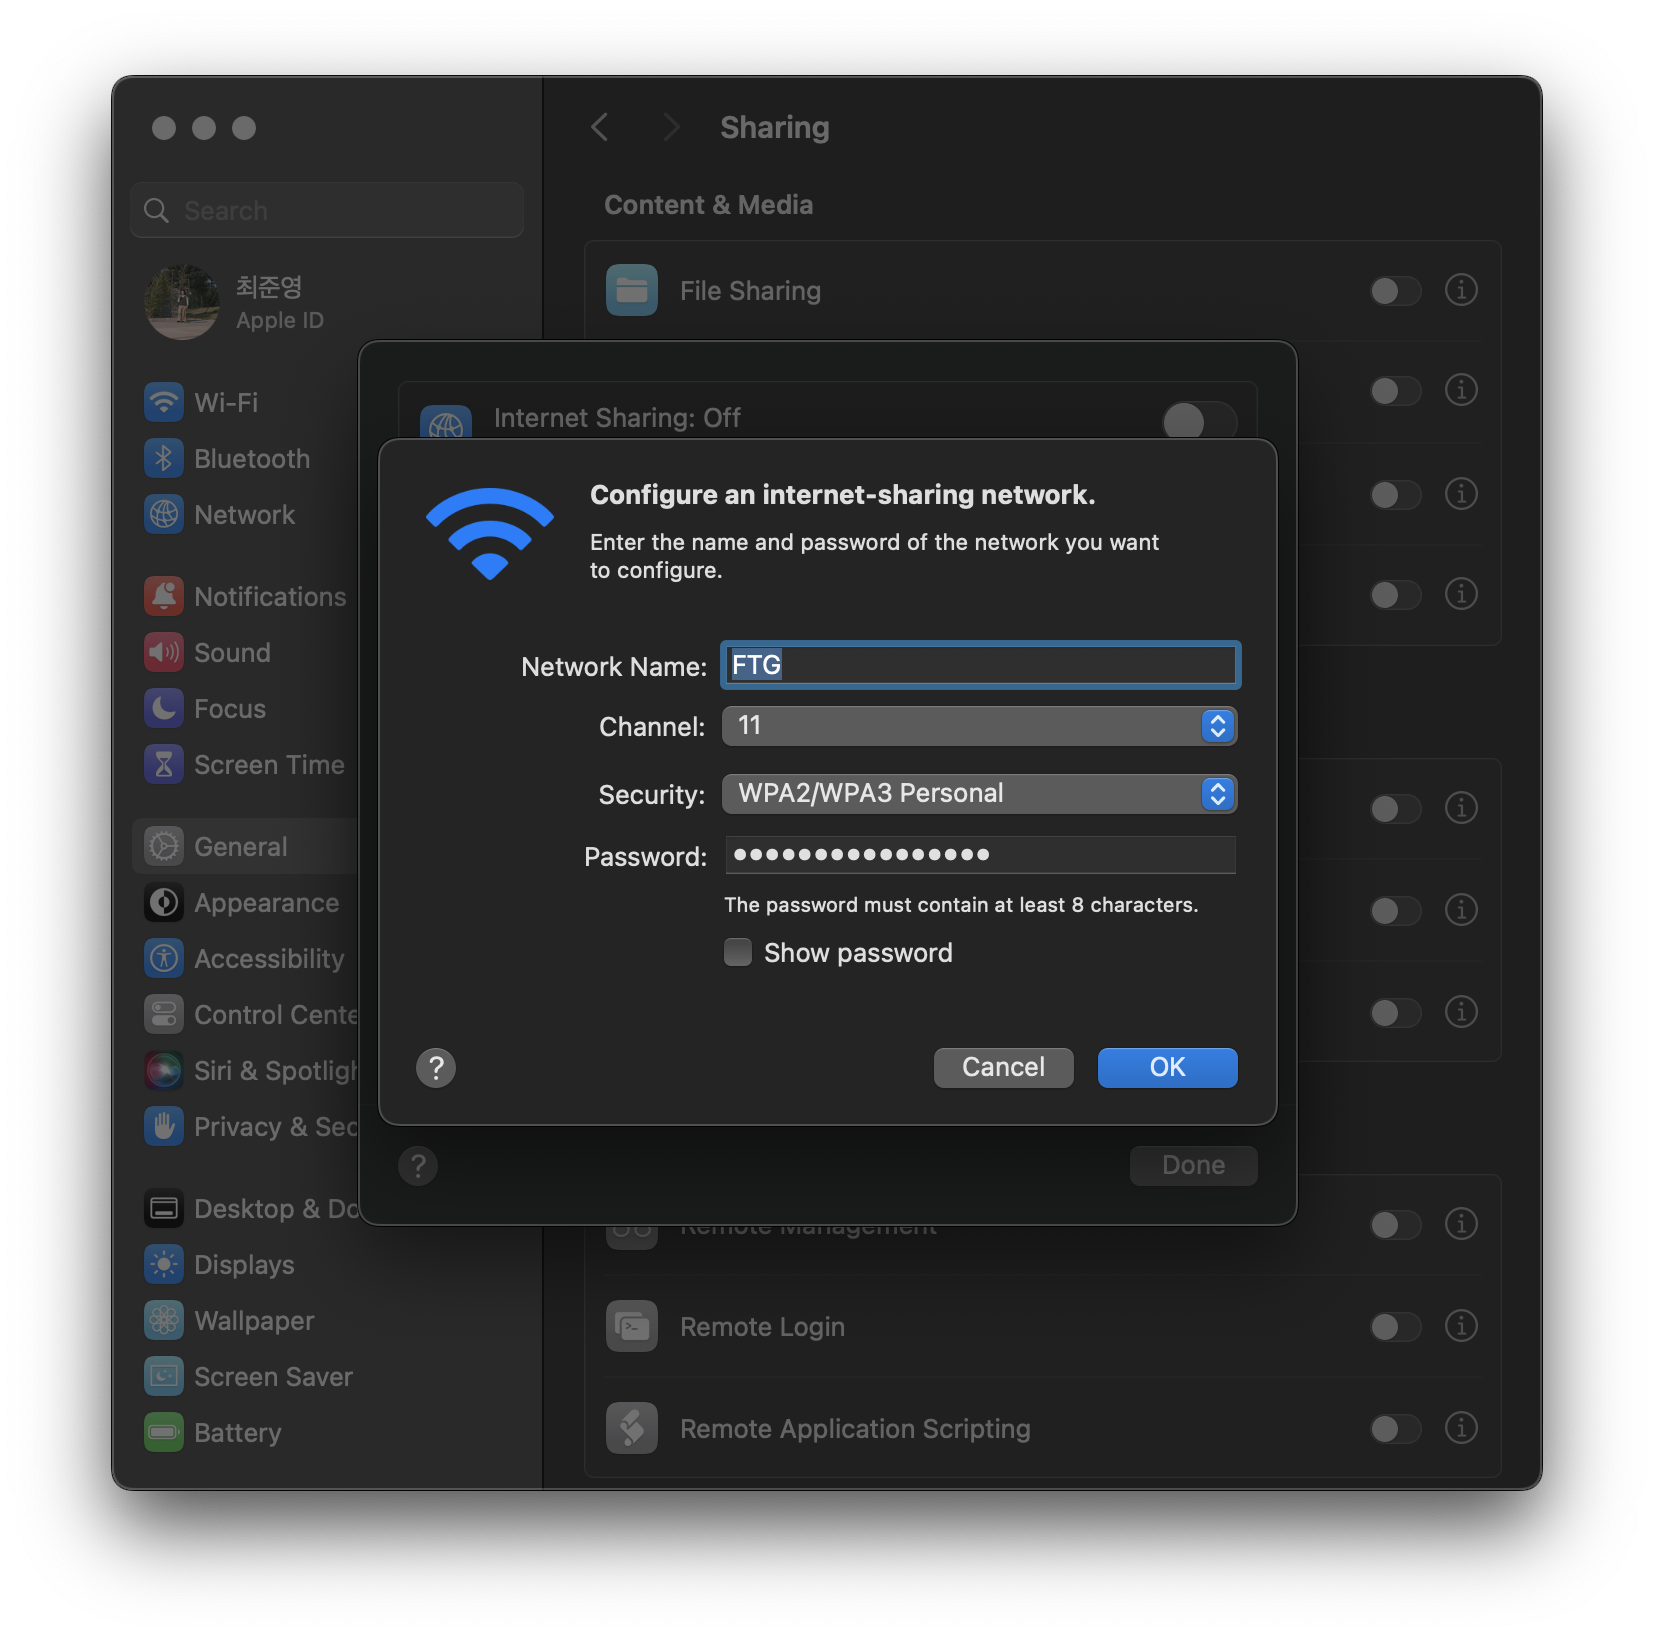 Sharing
Search
최준영
Apple ID
Wi-Fi
Bluetooth
Network
Notifications
Sound
Focus
Screen Time
General
Appearance
Accessibility
Control Cente
Siri & Spotligh
Privacy & Sec
Desktop & Do
Displays
Wallpaper
Screen Saver
Battery
Content & Media
File Sharing
Internet Sharing: Off
Configure an internet-sharing network.
Enter the name and password of the network you want
to configure.
Network Name: FTG
Channel: 11
Security: WPA2/WPA3 Personal
Password: ••••••••••••••••
The password must contain at least 8 characters.
Show password
? Cancel OK
? Done
Remote Management
Remote Login
Remote Application Scripting